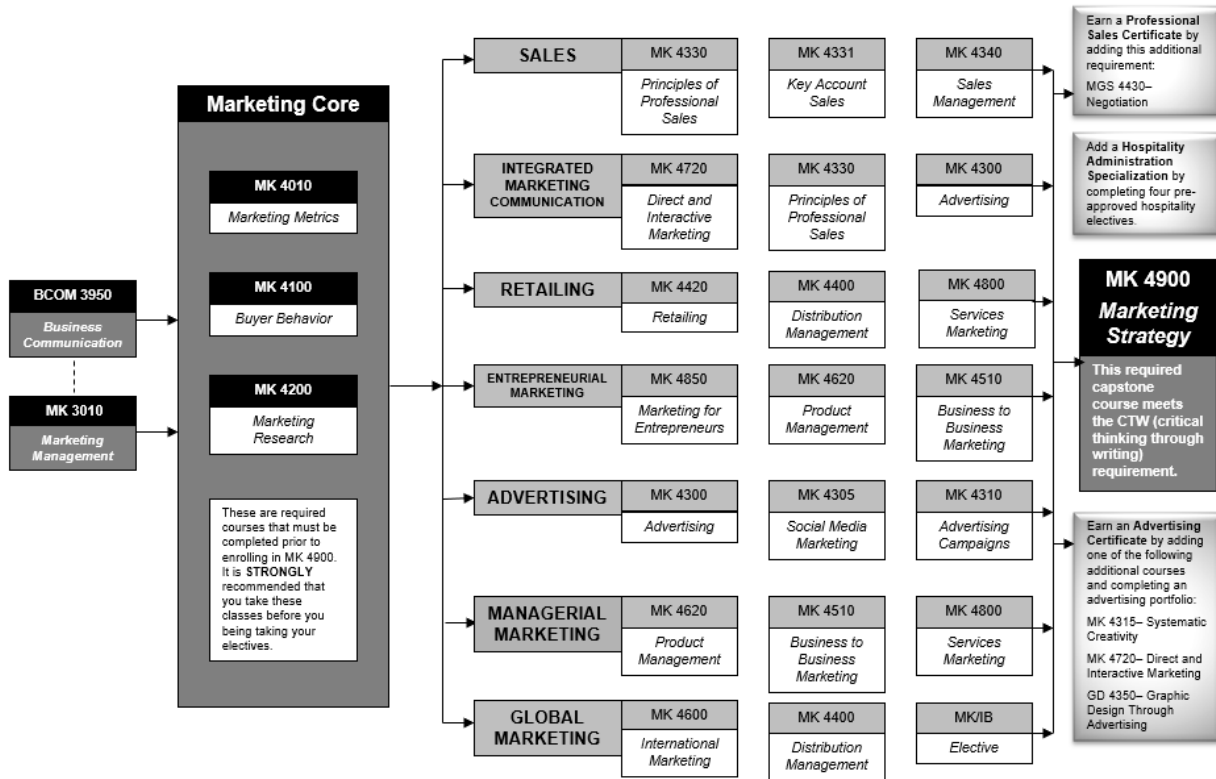 BCOM 3950
Business
Communication
MK 3010
Marketing
Management
Marketing Core
MK 4010
Marketing Metrics
MK 4100
Buyer Behavior
MK 4200
Marketing
Research
These are required
courses that must be
completed prior to
enrolling in MK 4900.
It is STRONGLY
recommended that
you take these
classes before you
being taking your
electives.
SALES
MK 4330
Principles of
Professional
Sales
MK 4331
Key Account
Sales
MK 4340
Sales
Management
INTEGRATED
MARKETING
COMMUNICATION
MK 4720
Direct and
Interactive
Marketing
MK 4330
Principles of
Professional
Sales
MK 4300
Advertising
RETAILING
MK 4420
Retailing
MK 4400
Distribution
Management
MK 4800
Services
Marketing
ENTREPRENEURIAL
MARKETING
MK 4850
Marketing for
Entrepreneurs
MK 4620
Product
Management
MK 4510
Business to
Business
Marketing
ADVERTISING
MK 4300
Advertising
MK 4305
Social Media
Marketing
MK 4310
Advertising
Campaigns
MANAGERIAL
MARKETING
MK 4620
Product
Management
MK 4510
Business to
Business
Marketing
MK 4800
Services
Marketing
GLOBAL
MARKETING
MK 4600
International
Marketing
MK 4400
Distribution
Management
MK/IB
Elective
Earn a Professional
Sales Certificate by
adding this additional
requirement:
MGS 4430–
Negotiation
Add a Hospitality
Administration
Specialization by
completing four pre-
approved hospitality
electives.
MK 4900
Marketing
Strategy
This required
capstone
course meets
the CTW (critical
thinking through
writing)
requirement.
Earn an Advertising
Certificate by adding
one of the following
additional courses
and completing an
advertising portfolio:
MK 4315– Systematic
Creativity
MK 4720– Direct and
Interactive Marketing
GD 4350– Graphic
Design Through
Advertising